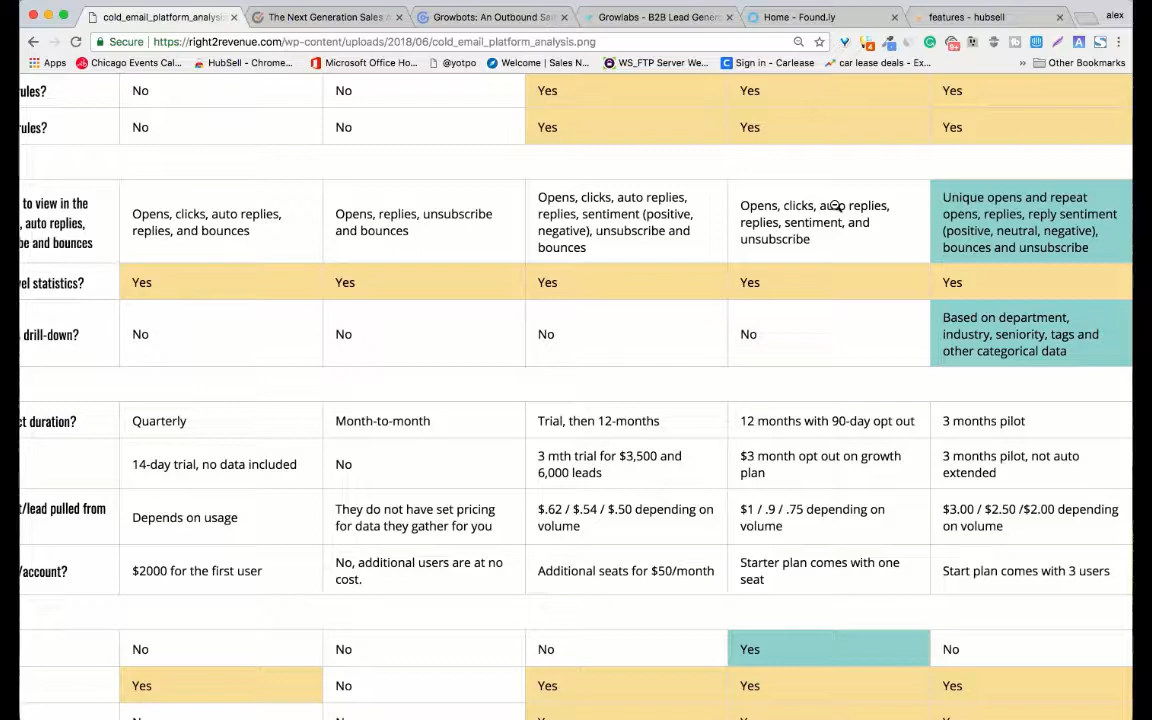 cold_email_platform_analysis
The Next Generation Sales A
Growbots: An Outbound Sa
Growlabs - B2B Lead Gener
Home - Found.ly
features - hubsell
alex
Secure
https://right2revenue.com/wp-content/uploads/2018/06/cold_email_platform_analysis.png
Apps
Chicago Events Cal...
HubSell - Chrome...
Microsoft Office Ho...
@yotpo
Welcome | Sales N...
WS_FTP Server We...
Sign in - Carlease
car lease deals - Ex...
»
Other Bookmarks
rules?
No
No
Yes
Yes
Yes
rules?
No
No
Yes
Yes
Yes
to view in the
, auto replies,
be and bounces
Opens, clicks, auto replies,
replies, and bounces
Opens, replies, unsubscribe
and bounces
Opens, clicks, auto replies,
replies, sentiment (positive,
negative), unsubscribe and
bounces
Opens, clicks, auto replies,
replies, sentiment, and
unsubscribe
Unique opens and repeat
opens, replies, reply sentiment
(positive, neutral, negative),
bounces and unsubscribe
el statistics?
Yes
Yes
Yes
Yes
Yes
drill-down?
No
No
No
No
Based on department,
industry, seniority, tags and
other categorical data
ct duration?
Quarterly
Month-to-month
Trial, then 12-months
12 months with 90-day opt out
3 months pilot
14-day trial, no data included
No
3 mth trial for $3,500 and
6,000 leads
$3 month opt out on growth
plan
3 months pilot, not auto
extended
t/lead pulled from
Depends on usage
They do not have set pricing
for data they gather for you
$.62 / $.54 / $.50 depending on
volume
$1 / .9 / .75 depending on
volume
$3.00 / $2.50 /$2.00 depending
on volume
/account?
$2000 for the first user
No, additional users are at no
cost.
Additional seats for $50/month
Starter plan comes with one
seat
Start plan comes with 3 users
No
No
No
Yes
No
Yes
No
Yes
Yes
Yes